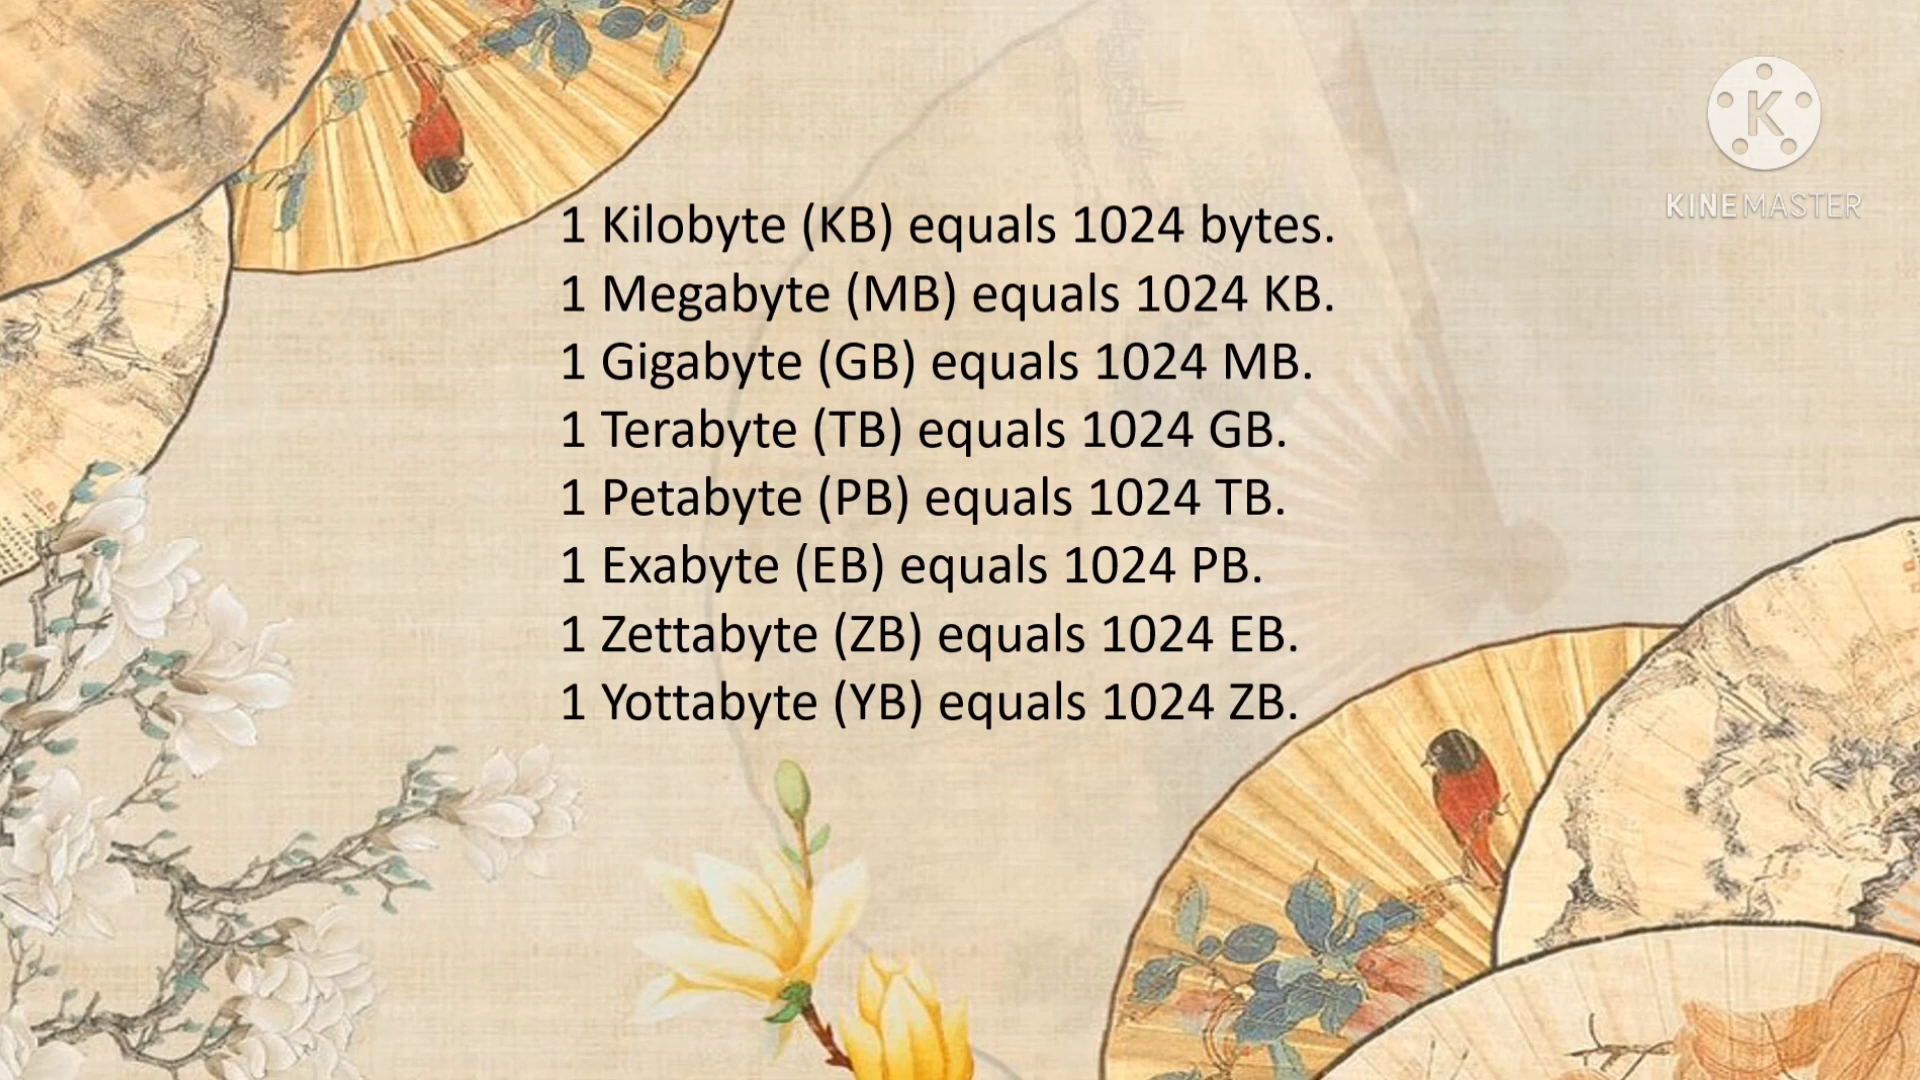 1 Kilobyte (KB) equals 1024 bytes.
1 Megabyte (MB) equals 1024 KB.
1 Gigabyte (GB) equals 1024 MB.
1 Terabyte (TB) equals 1024 GB.
1 Petabyte (PB) equals 1024 TB.
1 Exabyte (EB) equals 1024 PB.
1 Zettabyte (ZB) equals 1024 EB.
1 Yottabyte (YB) equals 1024 ZB.
K
KINEMASTER